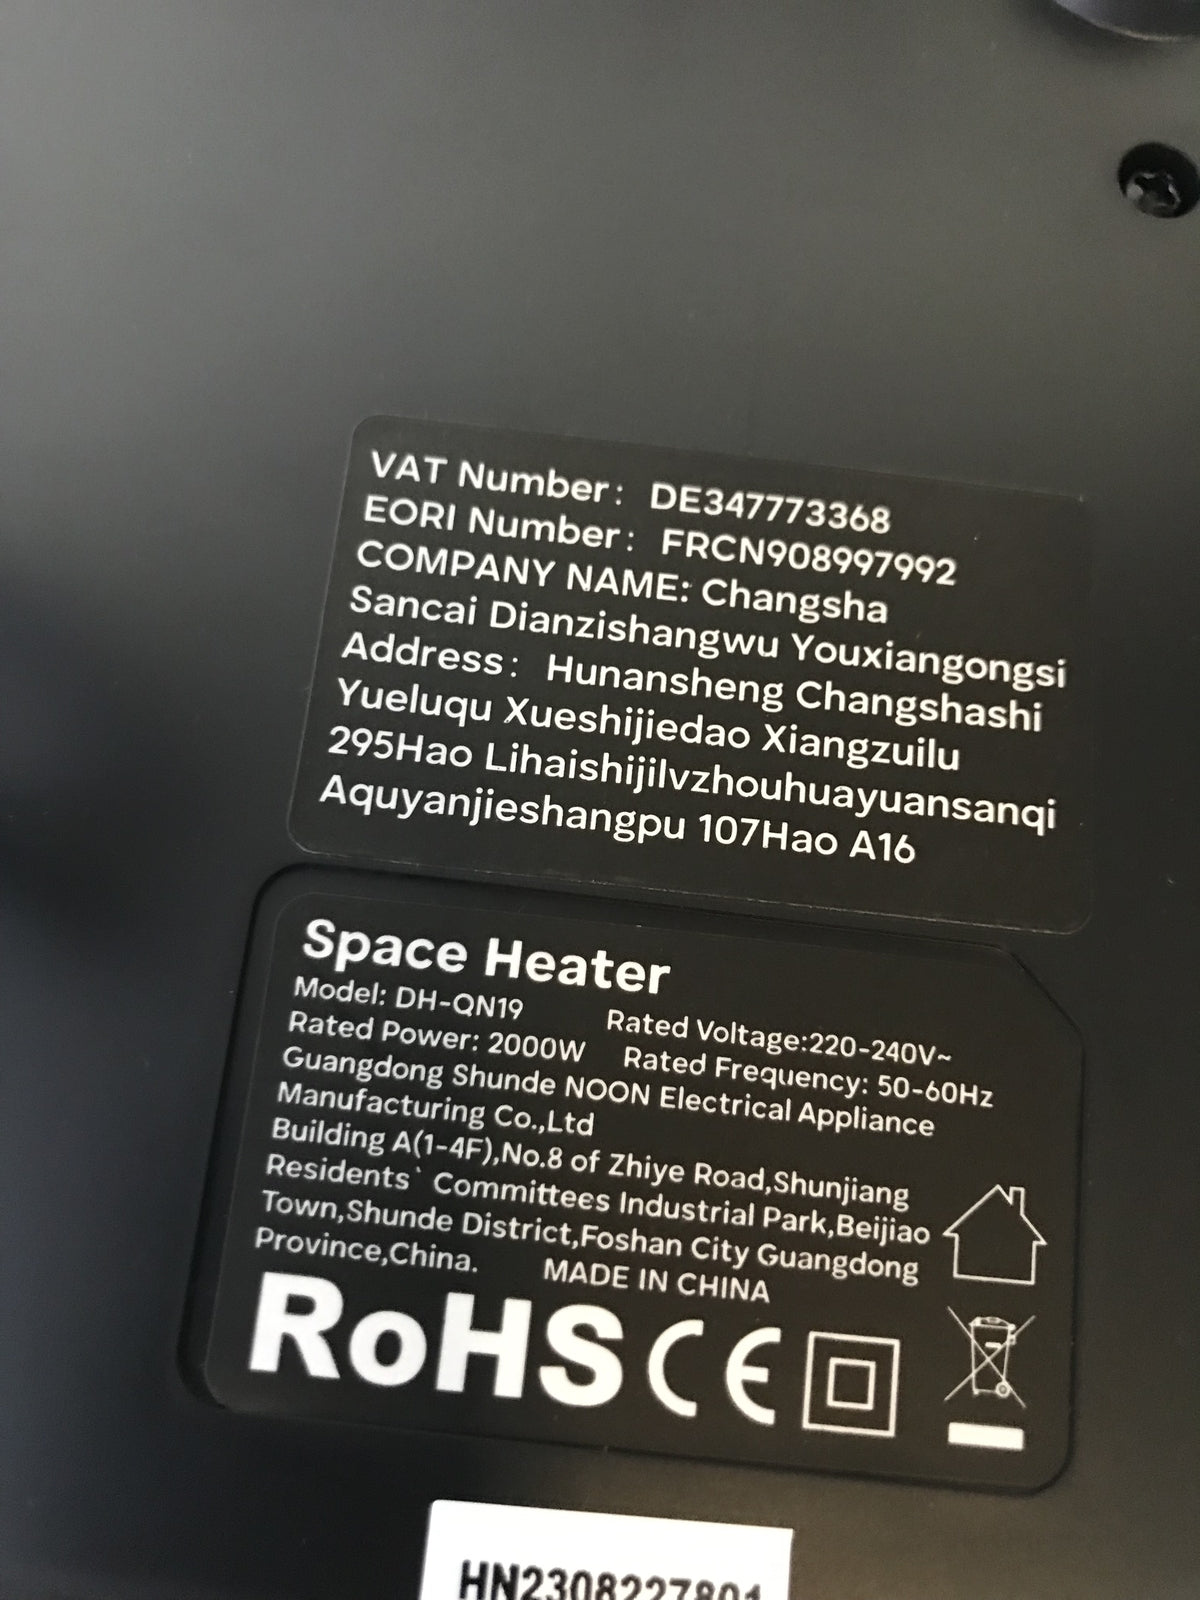 VAT Number: DE347773368
EORI Number: FRCN908997992
COMPANY NAME: Changsha
Sancai Dianzishangwu Youxiangongsi
Address: Hunansheng Changshashi
Yueluqu Xueshijiedao Xiangzuilu
295Hao Lihaishijilvzhouhuayuansanqi
Aquyanjieshangpu 107Hao A16
Space Heater
Model: DH-QN19 Rated Voltage:220-240V~
Rated Power: 2000W Rated Frequency: 50-60Hz
Guangdong Shunde NOON Electrical Appliance
Manufacturing Co.,Ltd
Building A(1-4F),No.8 of Zhiye Road,Shunjiang
Residents` Committees Industrial Park,Beijiao
Town,Shunde District,Foshan City Guangdong
Province,China. MADE IN CHINA
RoHS CE
HN2308227801